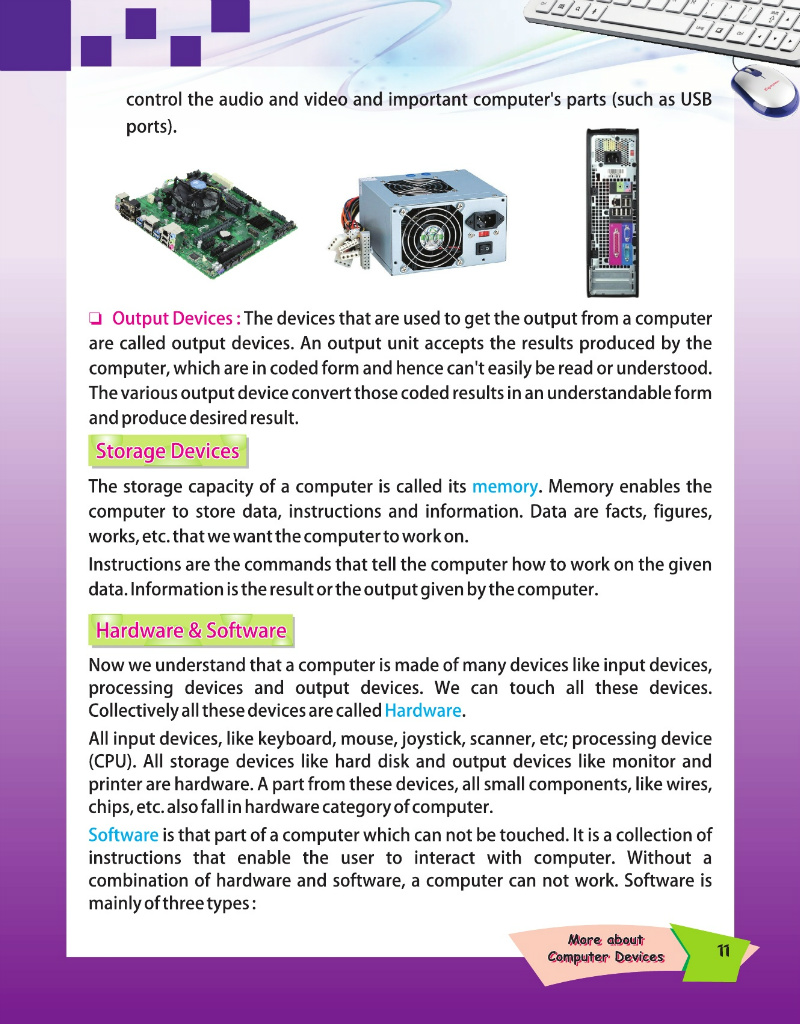 control the audio and video and important computer's parts (such as USB
ports).
❑ Output Devices : The devices that are used to get the output from a computer
are called output devices. An output unit accepts the results produced by the
computer, which are in coded form and hence can't easily be read or understood.
The various output device convert those coded results in an understandable form
and produce desired result.
Storage Devices
The storage capacity of a computer is called its memory. Memory enables the
computer to store data, instructions and information. Data are facts, figures,
works, etc. that we want the computer to work on.
Instructions are the commands that tell the computer how to work on the given
data. Information is the result or the output given by the computer.
Hardware & Software
Now we understand that a computer is made of many devices like input devices,
processing devices and output devices. We can touch all these devices.
Collectively all these devices are called Hardware.
All input devices, like keyboard, mouse, joystick, scanner, etc; processing device
(CPU). All storage devices like hard disk and output devices like monitor and
printer are hardware. A part from these devices, all small components, like wires,
chips, etc. also fall in hardware category of computer.
Software is that part of a computer which can not be touched. It is a collection of
instructions that enable the user to interact with computer. Without a
combination of hardware and software, a computer can not work. Software is
mainly of three types :
More about
Computer Devices
11